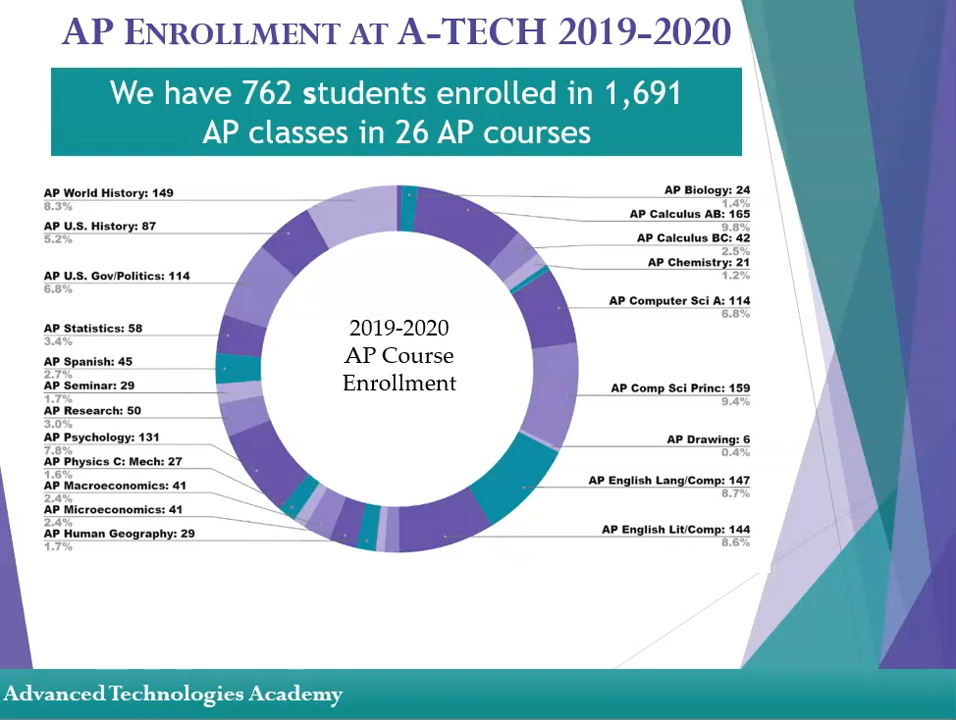 AP ENROLLMENT AT A-TECH 2019-2020
We have 762 students enrolled in 1,691
AP classes in 26 AP courses
AP World History: 149
8.3%
AP U.S. History: 87
5.2%
AP U.S. Gov/Politics: 114
6.8%
AP Statistics: 58
3.4%
AP Spanish: 45
2.7%
AP Seminar: 29
1.7%
AP Research: 50
3.0%
AP Psychology: 131
7.8%
AP Physics C: Mech: 27
1.6%
AP Macroeconomics: 41
2.4%
AP Microeconomics: 41
2.4%
AP Human Geography: 29
1.7%
2019-2020
AP Course
Enrollment
AP Biology: 24
1.4%
AP Calculus AB: 165
9.8%
AP Calculus BC: 42
2.5%
AP Chemistry: 21
1.2%
AP Computer Sci A: 114
6.8%
AP Comp Sci Princ: 159
9.4%
AP Drawing: 6
0.4%
AP English Lang/Comp: 147
8.7%
AP English Lit/Comp: 144
8.6%
Advanced Technologies Academy